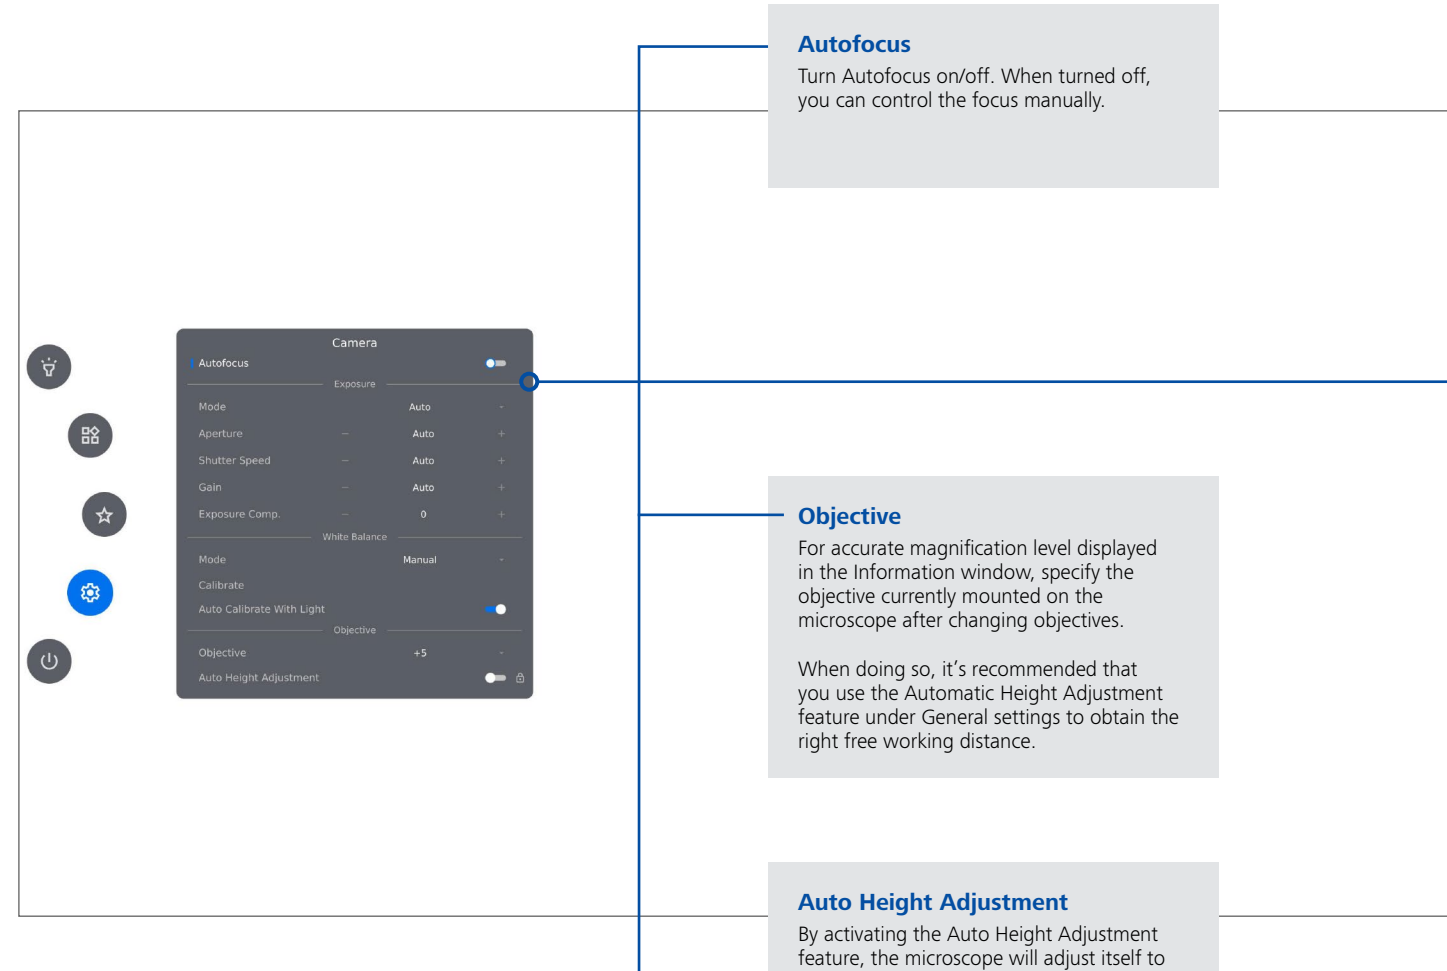 Autofocus
Turn Autofocus on/off. When turned off,
you can control the focus manually.
Camera
Autofocus
Exposure
Mode Auto -
Aperture — Auto +
Shutter Speed — Auto +
Gain — Auto +
Exposure Comp. — 0 +
White Balance
Mode Manual -
Calibrate
Auto Calibrate With Light
Objective
Objective +5 -
Auto Height Adjustment
Objective
For accurate magnification level displayed
in the Information window, specify the
objective currently mounted on the
microscope after changing objectives.
When doing so, it's recommended that
you use the Automatic Height Adjustment
feature under General settings to obtain the
right free working distance.
Auto Height Adjustment
By activating the Auto Height Adjustment
feature, the microscope will adjust itself to